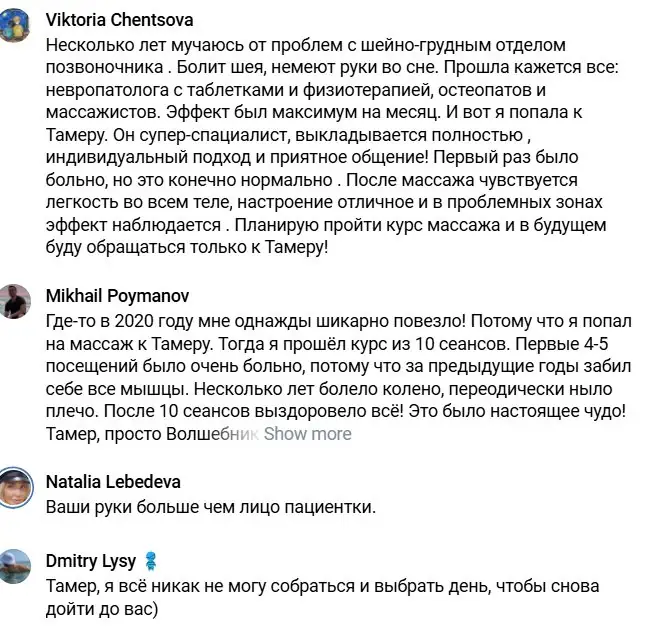 Viktoria Chentsova
Несколько лет мучаюсь от проблем с шейно-грудным отделом
позвоночника . Болит шея, немеют руки во сне. Прошла кажется все:
невропатолога с таблетками и физиотерапией, остеопатов и
массажистов. Эффект был максимум на месяц. И вот я попала к
Тамеру. Он супер-спациалист, выкладывается полностью ,
индивидуальный подход и приятное общение! Первый раз было
больно, но это конечно нормально . После массажа чувствуется
легкость во всем теле, настроение отличное и в проблемных зонах
эффект наблюдается . Планирую пройти курс массажа и в будущем
буду обращаться только к Тамеру!
Mikhail Poymanov
Где-то в 2020 году мне однажды шикарно повезло! Потому что я попал
на массаж к Тамеру. Тогда я прошёл курс из 10 сеансов. Первые 4-5
посещений было очень больно, потому что за предыдущие годы забил
себе все мышцы. Несколько лет болело колено, переодически ныло
плечо. После 10 сеансов выздоровело всё! Это было настоящее чудо!
Тамер, просто Волшебник Show more
Natalia Lebedeva
Ваши руки больше чем лицо пациентки.
Dmitry Lysy
Тамер, я всё никак не могу собраться и выбрать день, чтобы снова
дойти до вас)